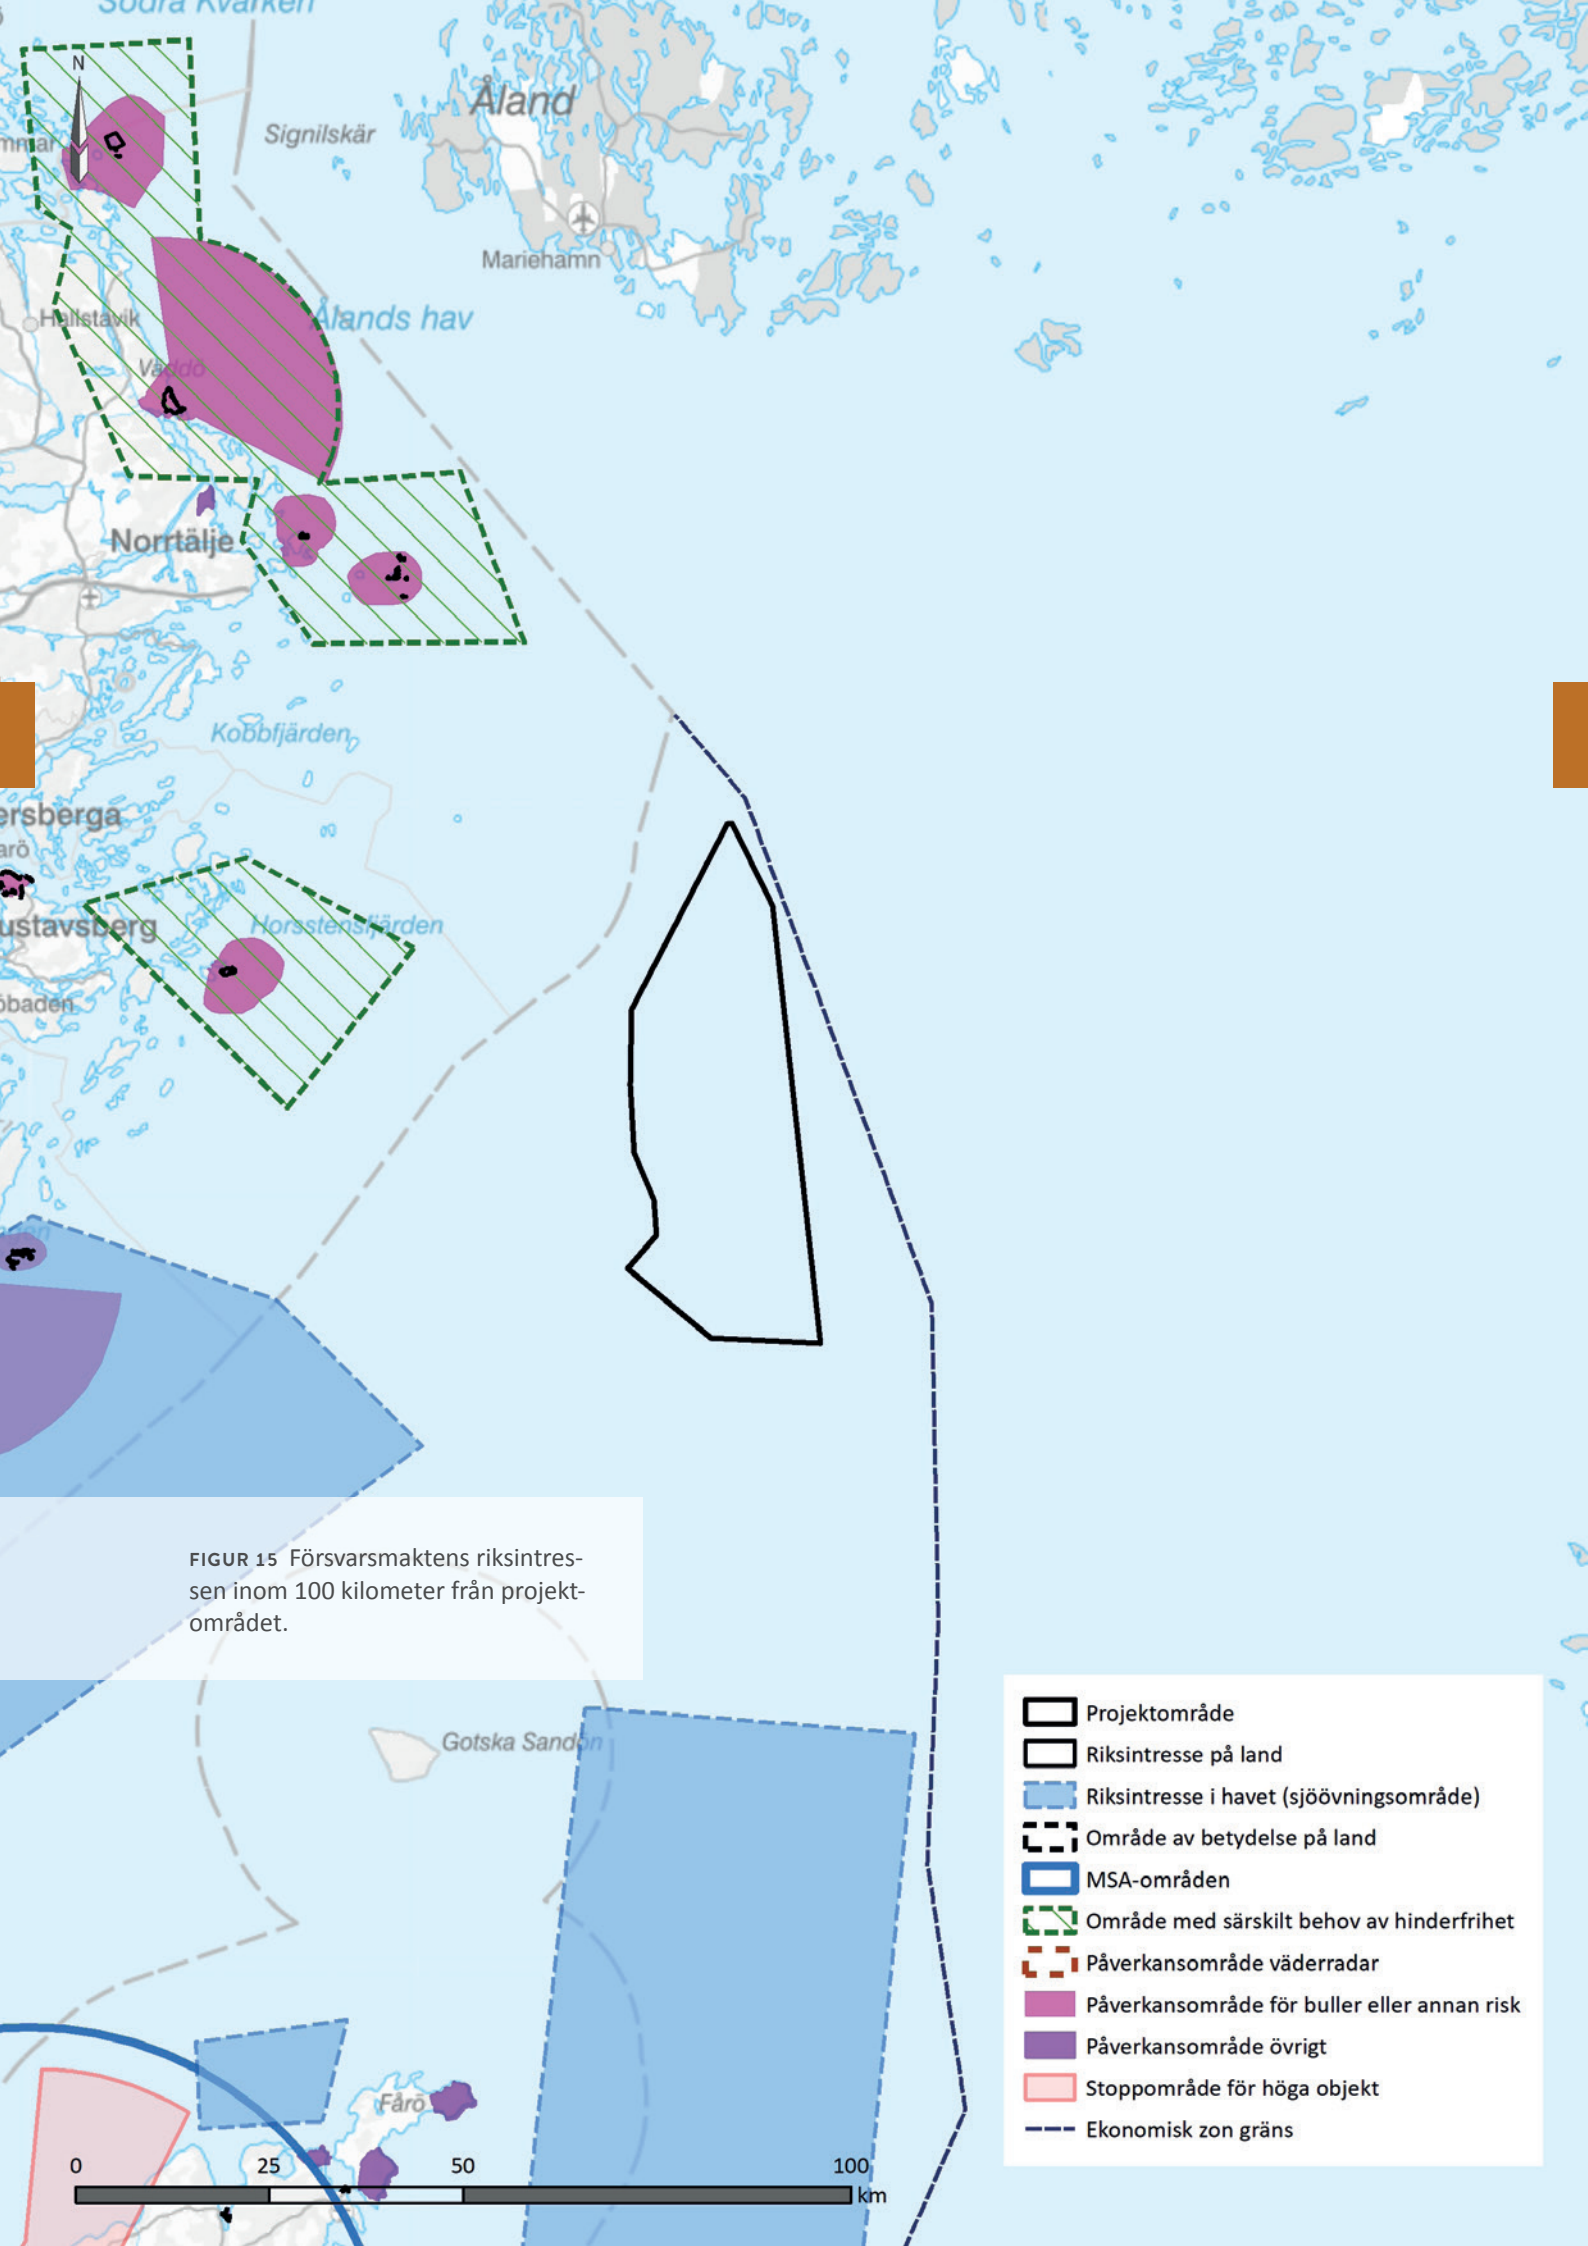 Södra Kvarken
N
Åland
Signilskär
Mariehamn
Hallstavik
Ålands hav
Väddö
Norrtälje
Kobbfjärden
ersberga
arö
ustavsberg
Horsstensfjärden
öbaden
FIGUR 15 Försvarsmaktens riksintres-
sen inom 100 kilometer från projekt-
området.
Gotska Sandön
Fårö
0 25 50 100
km
Projektområde
Riksintresse på land
Riksintresse i havet (sjöövningsområde)
Område av betydelse på land
MSA-områden
Område med särskilt behov av hinderfrihet
Påverkansområde väderradar
Påverkansområde för buller eller annan risk
Påverkansområde övrigt
Stoppområde för höga objekt
Ekonomisk zon gräns